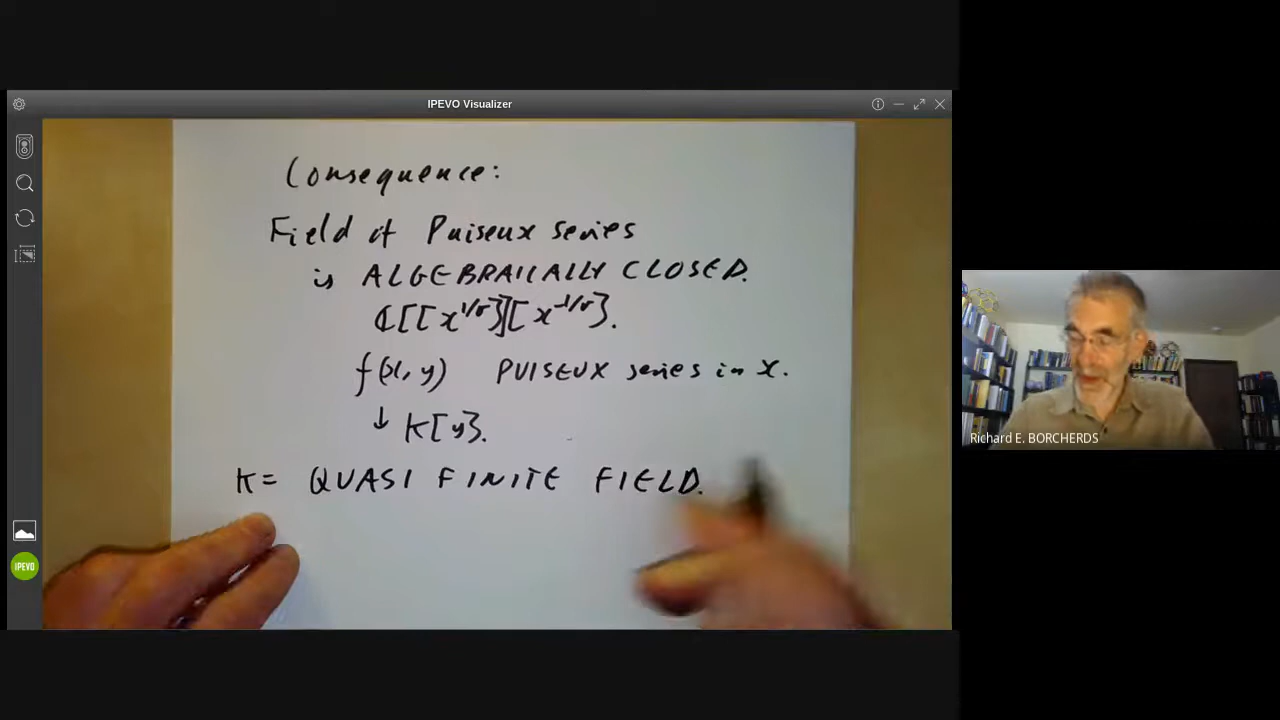 IPEVO Visualizer
Consequence:
Field of Puiseux series
is ALGEBRAICALLY CLOSED.
ℂ[[x^{1/r}]][x^{-1/r}].
f(x, y) PUISEUX series in x.
↓ K[y].
K = QUASI FINITE FIELD.
IPEVO
Richard E. BORCHERDS